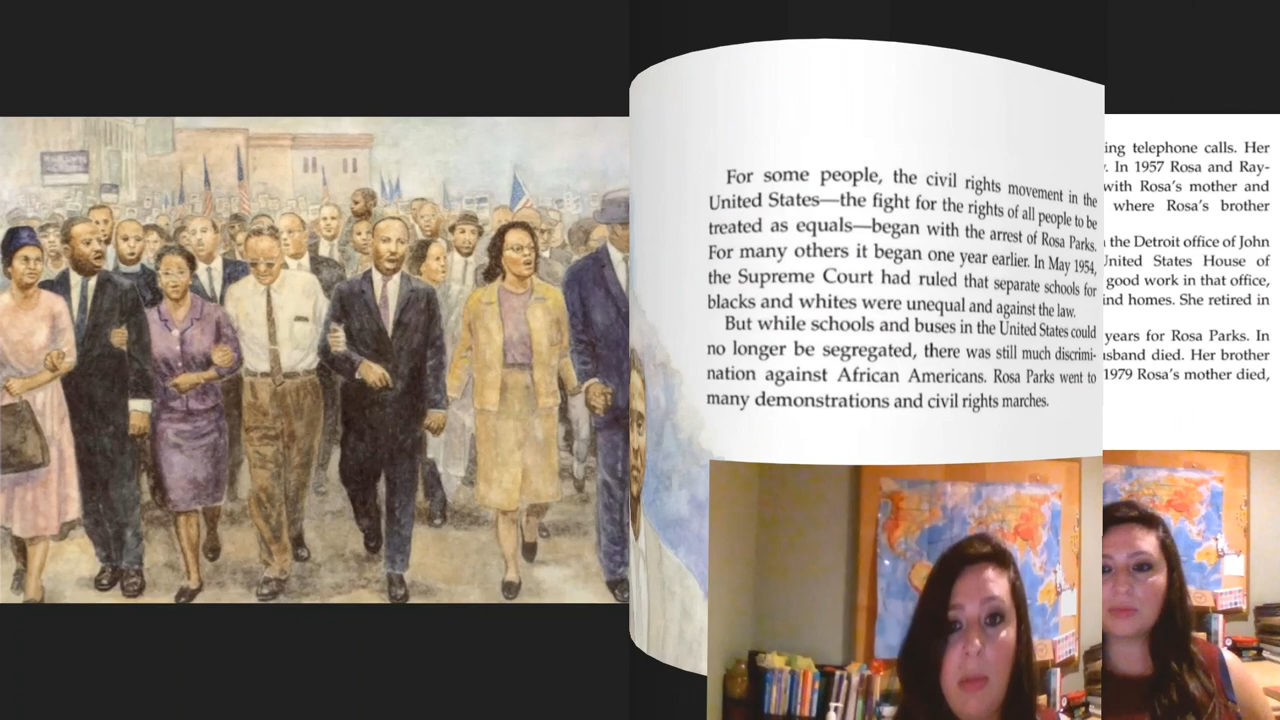 For some people, the civil rights movement in the
United States—the fight for the rights of all people to be
treated as equals—began with the arrest of Rosa Parks.
For many others it began one year earlier. In May 1954,
the Supreme Court had ruled that separate schools for
blacks and whites were unequal and against the law.
But while schools and buses in the United States could
no longer be segregated, there was still much discrimi-
nation against African Americans. Rosa Parks went to
many demonstrations and civil rights marches.
ing telephone calls. Her
. In 1957 Rosa and Ray-
with Rosa's mother and
where Rosa's brother
the Detroit office of John
United States House of
good work in that office,
and homes. She retired in
years for Rosa Parks. In
usband died. Her brother
1979 Rosa's mother died,